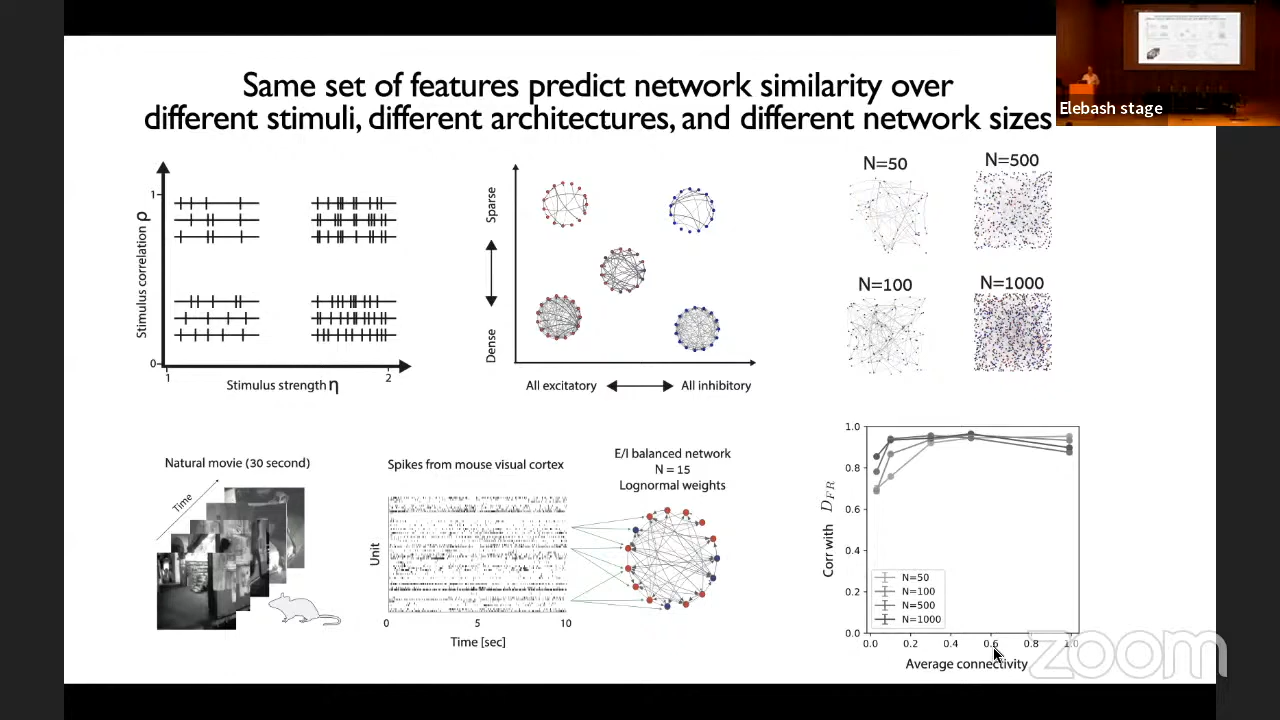 Same set of features predict network similarity over
different stimuli, different architectures, and different network sizes
Elebash stage
Stimulus correlation ρ
1
0
1
2
Stimulus strength η
Sparse
Dense
All excitatory
All inhibitory
N=50
N=500
N=100
N=1000
Natural movie (30 second)
Time
Spikes from mouse visual cortex
Unit
0
5
10
Time [sec]
E/I balanced network
N = 15
Lognormal weights
Corr with D_FR
1.0
0.8
0.6
0.4
0.2
0.0
N=50
N=100
N=500
N=1000
0.0 0.2 0.4 0.6 0.8 1.0
Average connectivity
zoom